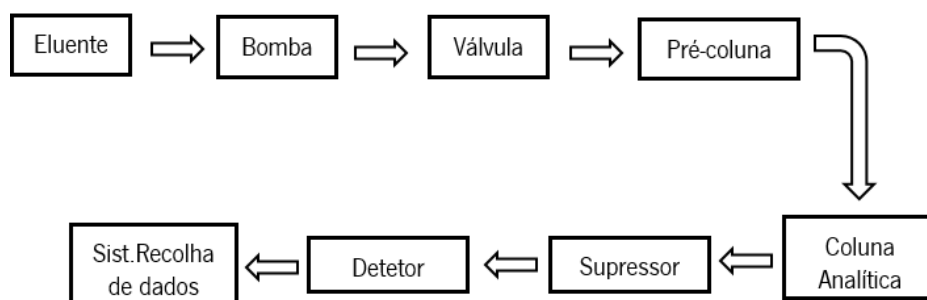 Eluente
Bomba
Válvula
Pré-coluna
Coluna
Analítica
Supressor
Detetor
Sist.Recolha
de dados